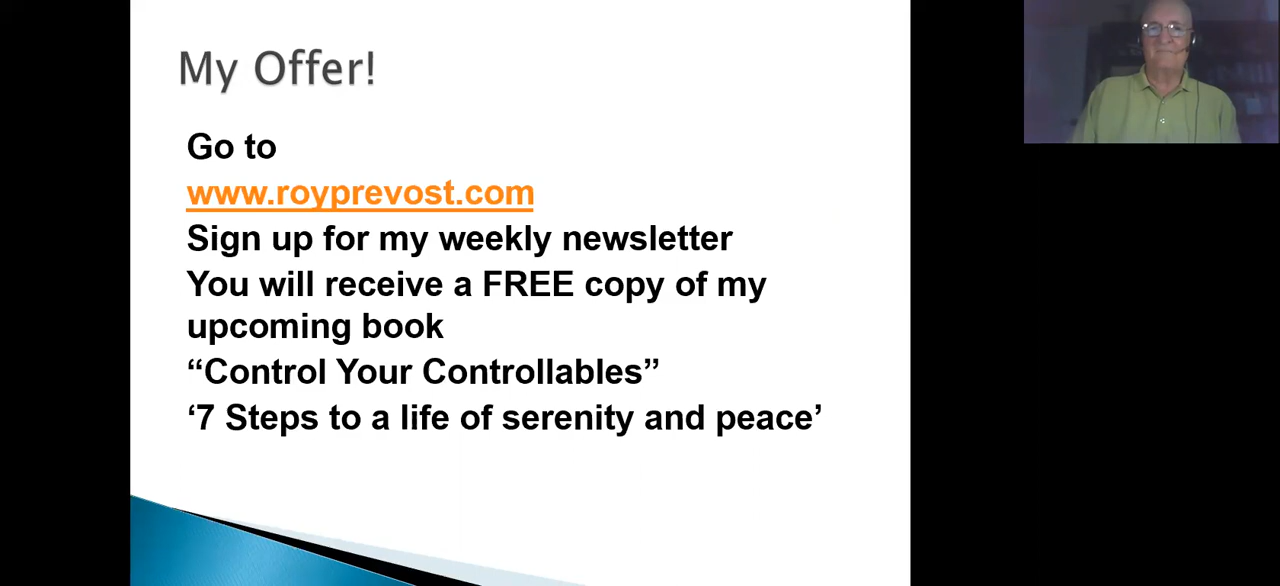 My Offer!
Go to
www.royprevost.com
Sign up for my weekly newsletter
You will receive a FREE copy of my
upcoming book
“Control Your Controllables”
‘7 Steps to a life of serenity and peace’